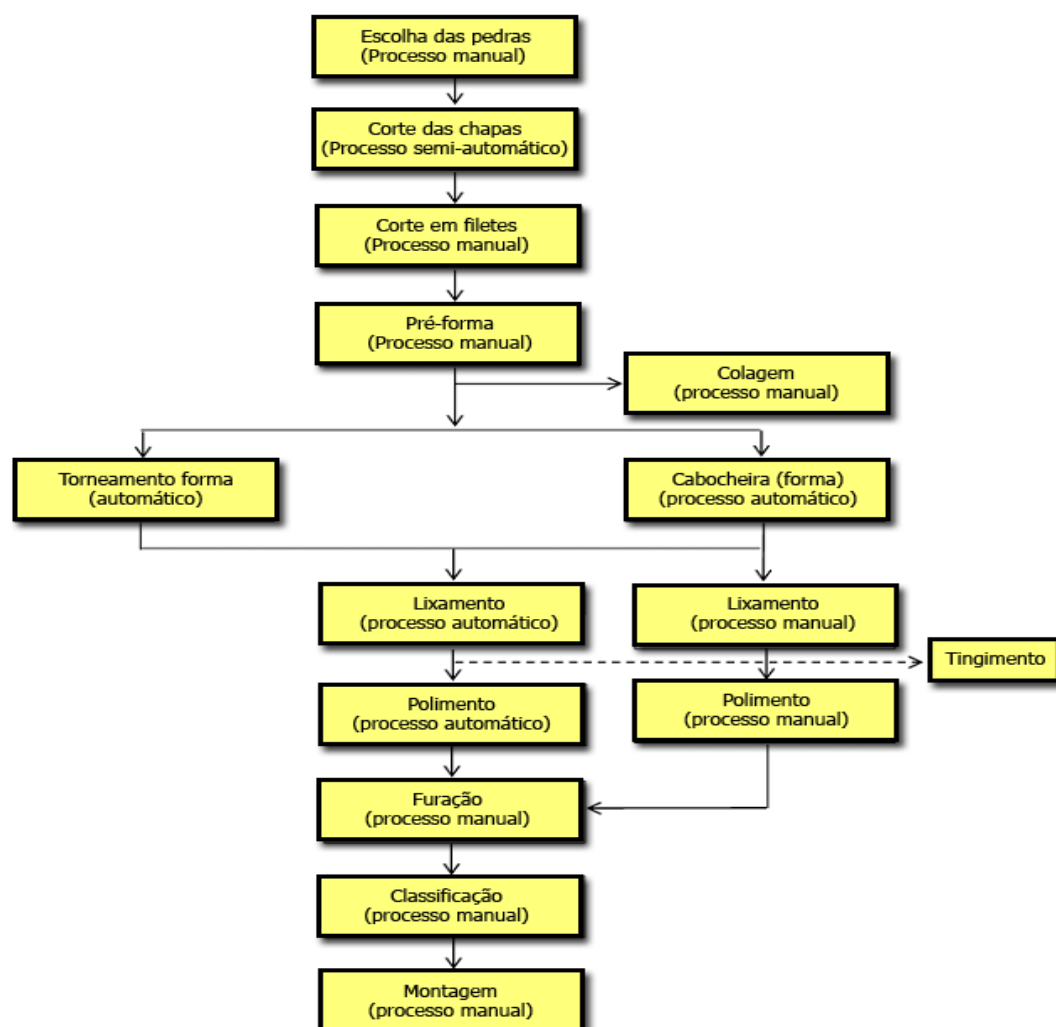 Escolha das pedras
(Processo manual)
Corte das chapas
(Processo semi-automático)
Corte em filetes
(Processo manual)
Pré-forma
(Processo manual)
Colagem
(processo manual)
Torneamento forma
(automático)
Cabocheira (forma)
(processo automático)
Lixamento
(processo automático)
Lixamento
(processo manual)
Tingimento
Polimento
(processo automático)
Polimento
(processo manual)
Furação
(processo manual)
Classificação
(processo manual)
Montagem
(processo manual)